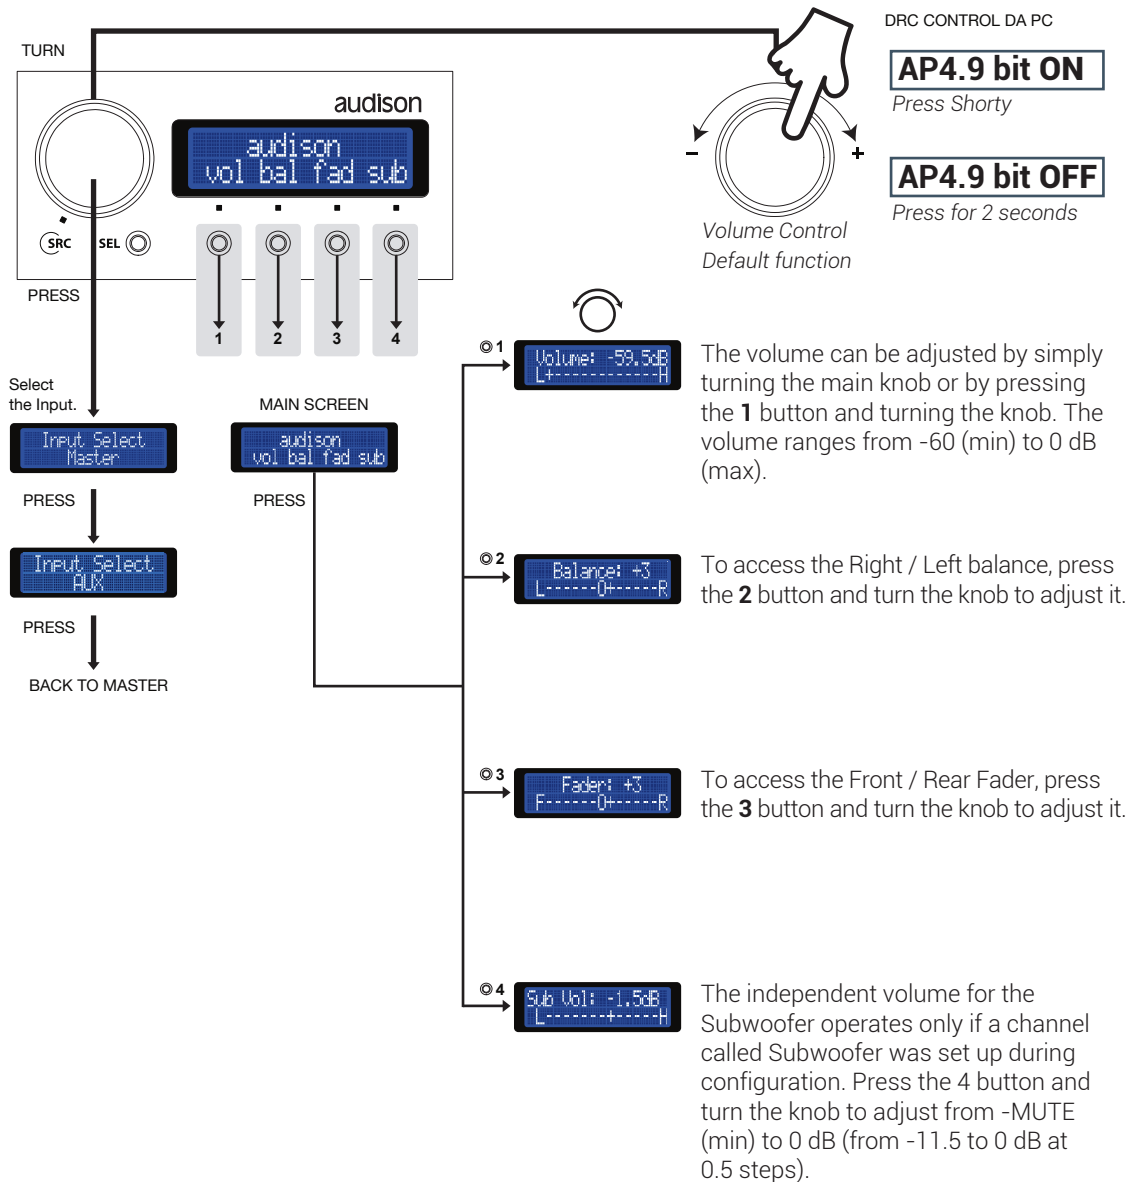 DRC CONTROL DA PC
TURN
AP4.9 bit ON
Press Shorty
audison
audison
vol bal fad sub
AP4.9 bit OFF
Press for 2 seconds
- +
Volume Control
Default function
SRC SEL
PRESS
1 2 3 4
Select
the Input.
Input Select
Master
PRESS
Input Select
AUX
PRESS
BACK TO MASTER
MAIN SCREEN
audison
vol bal fad sub
PRESS
1
Volume: -59.5dB
L+------------H
The volume can be adjusted by simply
turning the main knob or by pressing
the 1 button and turning the knob. The
volume ranges from -60 (min) to 0 dB
(max).
2
Balance: +3
L------0+-----R
To access the Right / Left balance, press
the 2 button and turn the knob to adjust it.
3
Fader: +3
F------0+-----R
To access the Front / Rear Fader, press
the 3 button and turn the knob to adjust it.
4
Sub Vol: -1.5dB
L-------+-----H
The independent volume for the
Subwoofer operates only if a channel
called Subwoofer was set up during
configuration. Press the 4 button and
turn the knob to adjust from -MUTE
(min) to 0 dB (from -11.5 to 0 dB at
0.5 steps).